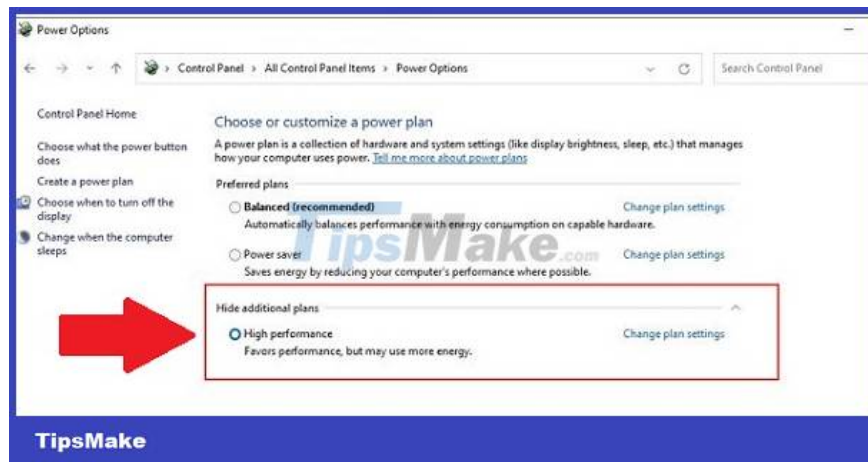 Power Options
Control Panel > All Control Panel Items > Power Options
Search Control Panel
Control Panel Home
Choose what the power button
does
Create a power plan
Choose when to turn off the
display
Change when the computer
sleeps
Choose or customize a power plan
A power plan is a collection of hardware and system settings (like display brightness, sleep, etc.) that manages
how your computer uses power. Tell me more about power plans
Preferred plans
Balanced (recommended) Change plan settings
Automatically balances performance with energy consumption on capable hardware.
TipsMake.com
Power saver Change plan settings
Saves energy by reducing your computer's performance where possible.
Hide additional plans
High performance Change plan settings
Favors performance, but may use more energy.
TipsMake